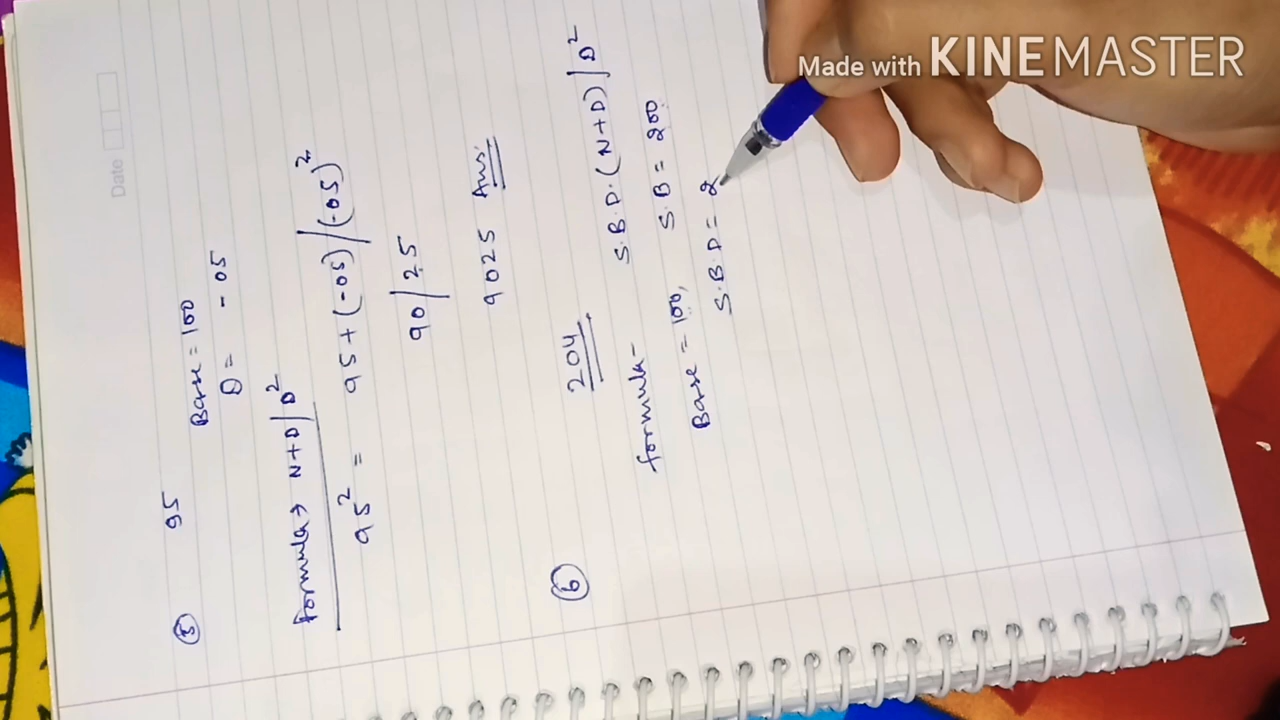 Made with KINEMASTER
Date
(5) 95
Base = 100
D = - 05
formula → N+D/D²
95² = 95+(-05)/(-05)²
90/25
9025 Ans.
(6) 204
formula- S.B.D.(N+D)/D²
Base = 100, S.B = 200
S.B.D = 2